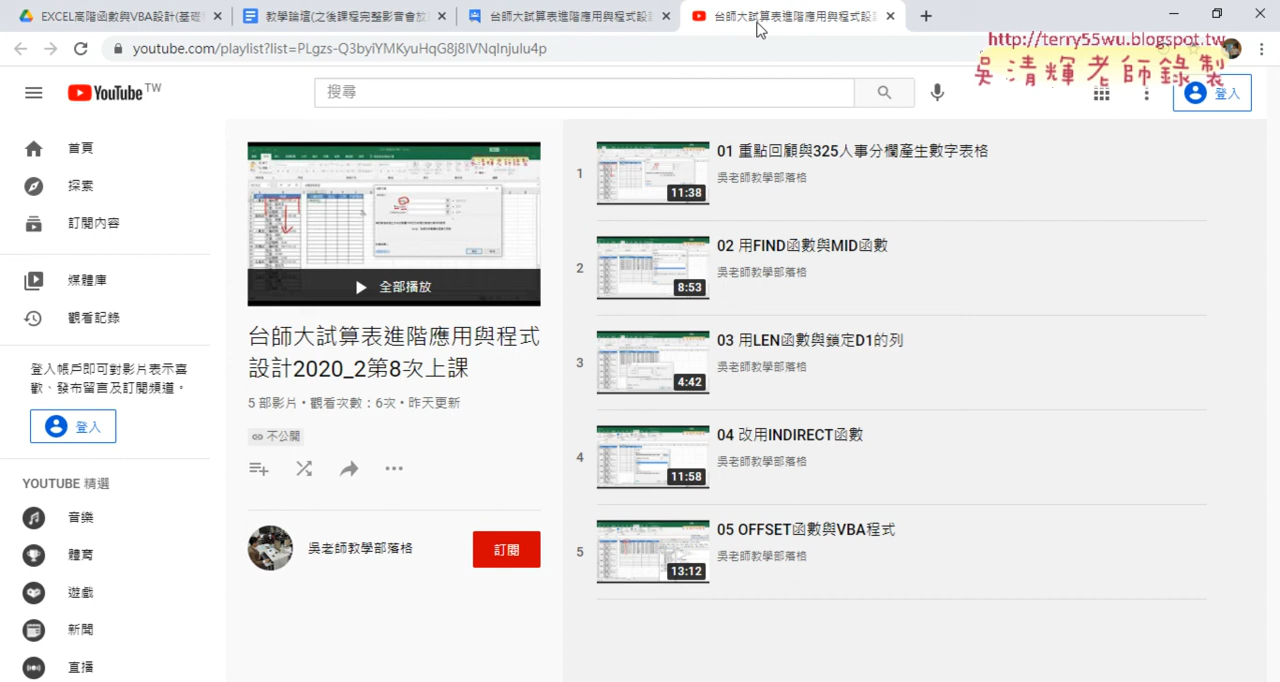 EXCEL高階函數與VBA設計(基礎
教學論壇(之後課程完整影音會放
台師大試算表進階應用與程式設
台師大試算表進階應用與程式設
youtube.com/playlist?list=PLgzs-Q3byiYMKyuHqG8j8lVNqlnjulu4p
http://terry55wu.blogspot.tw
吳清輝老師錄製
YouTube TW
搜尋
登入
首頁
探索
訂閱內容
媒體庫
觀看記錄
登入帳戶即可對影片表示喜
歡、發布留言及訂閱頻道。
登入
YOUTUBE 精選
音樂
體育
遊戲
新聞
直播
全部播放
台師大試算表進階應用與程式
設計2020_2第8次上課
5 部影片 • 觀看次數：6次 • 昨天更新
不公開
吳老師教學部落格
訂閱
1
11:38
01 重點回顧與325人事分欄產生數字表格
吳老師教學部落格
2
8:53
02 用FIND函數與MID函數
吳老師教學部落格
3
4:42
03 用LEN函數與鎖定D1的列
吳老師教學部落格
4
11:58
04 改用INDIRECT函數
吳老師教學部落格
5
13:12
05 OFFSET函數與VBA程式
吳老師教學部落格